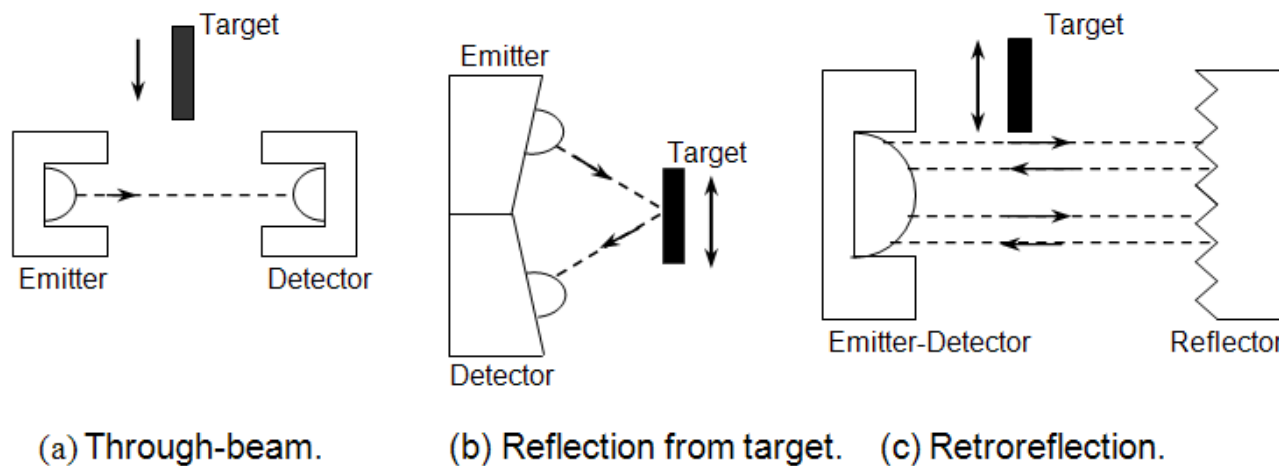 Target
Emitter
Detector
(a) Through-beam.
Emitter
Target
Detector
(b) Reflection from target.
Target
Emitter-Detector
Reflector
(c) Retroreflection.